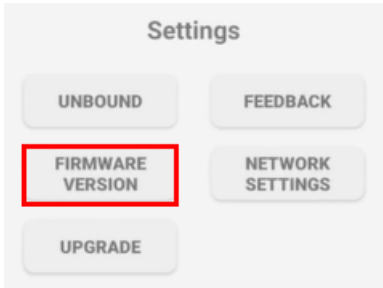 Settings
UNBOUND
FEEDBACK
FIRMWARE
VERSION
NETWORK
SETTINGS
UPGRADE